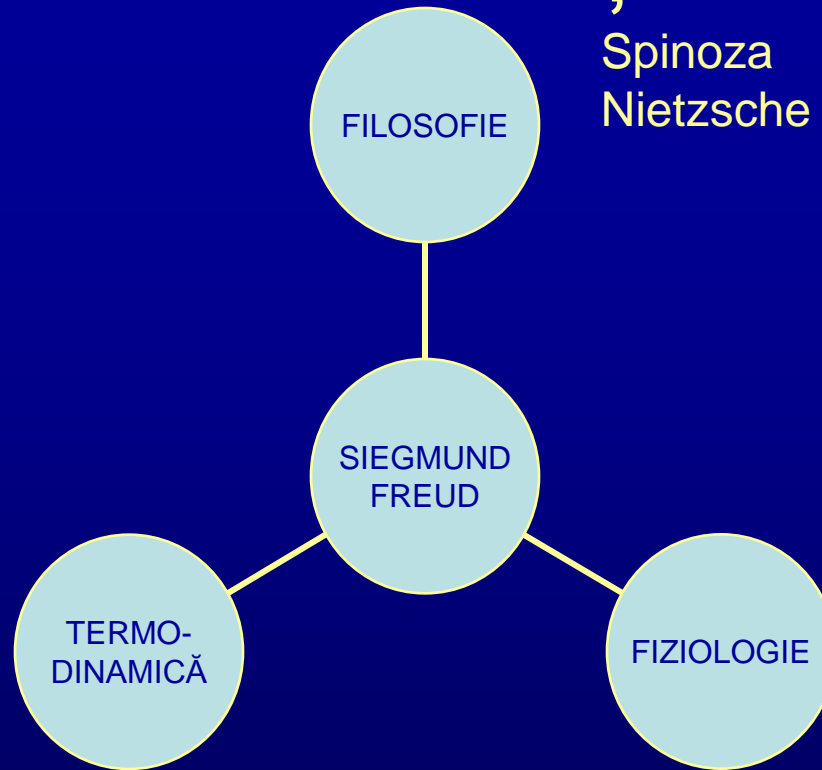 Spinoza
Nietzsche
FILOSOFIE
SIEGMUND
FREUD
TERMO-
DINAMICĂ
FIZIOLOGIE